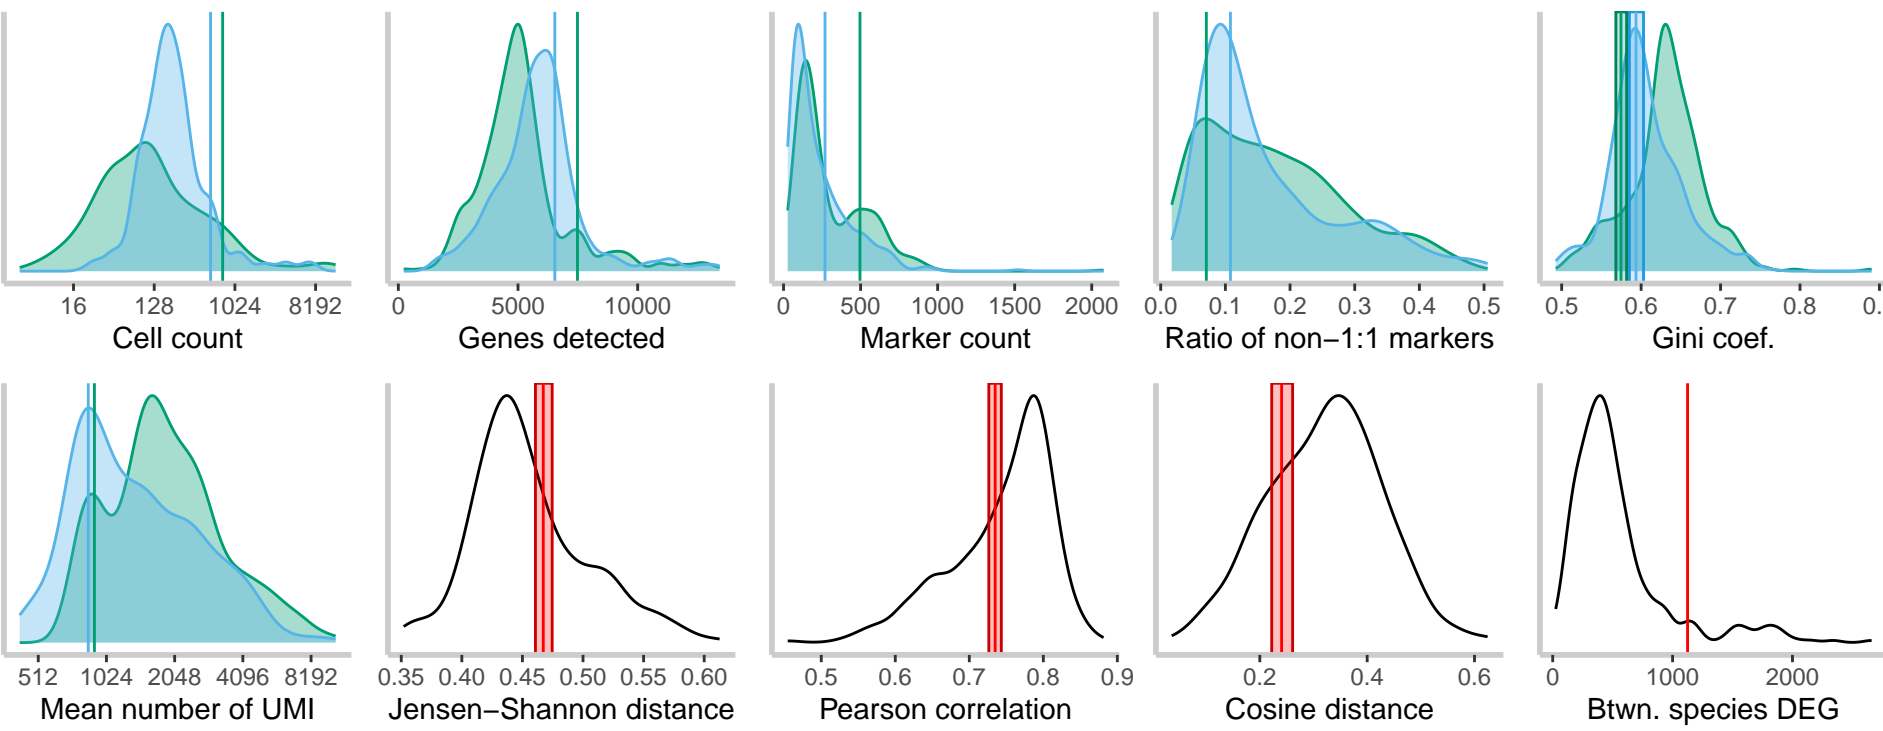 16 128 1024 8192
Cell count
0 5000 10000
Genes detected
0 500 1000 1500 2000
Marker count
0.0 0.1 0.2 0.3 0.4 0.5
Ratio of non−1:1 markers
0.5 0.6 0.7 0.8 0.
Gini coef.
512 1024 2048 4096 8192
Mean number of UMI
0.35 0.40 0.45 0.50 0.55 0.60
Jensen−Shannon distance
0.5 0.6 0.7 0.8 0.9
Pearson correlation
0.2 0.4 0.6
Cosine distance
0 1000 2000
Btwn. species DEG